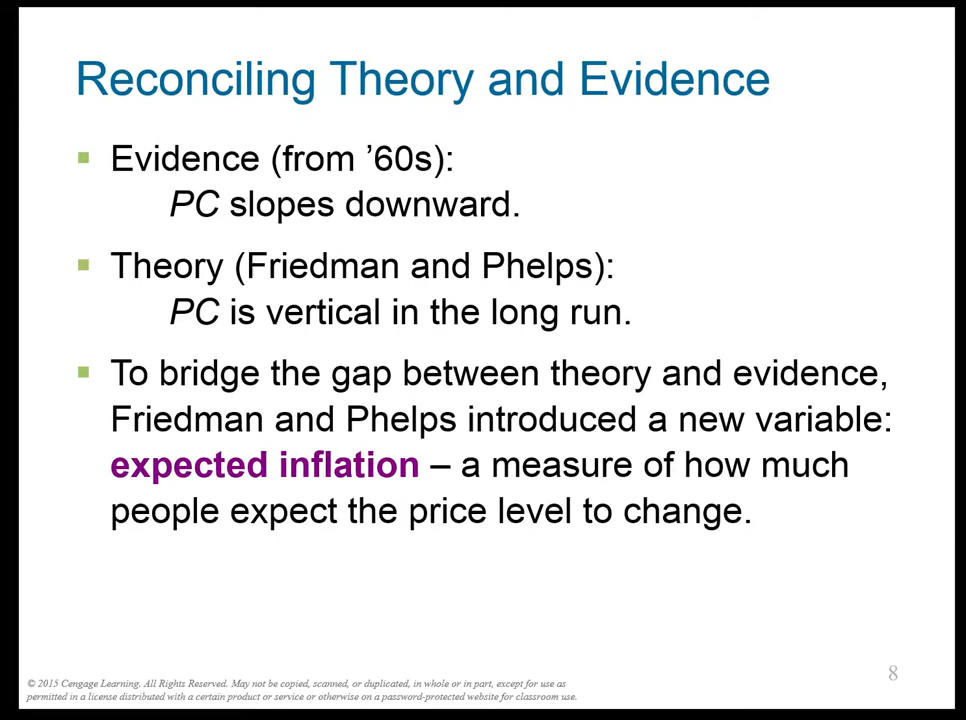 Reconciling Theory and Evidence
Evidence (from ’60s):
PC slopes downward.
Theory (Friedman and Phelps):
PC is vertical in the long run.
To bridge the gap between theory and evidence,
Friedman and Phelps introduced a new variable:
expected inflation – a measure of how much
people expect the price level to change.
8
© 2015 Cengage Learning. All Rights Reserved. May not be copied, scanned, or duplicated, in whole or in part, except for use as
permitted in a license distributed with a certain product or service or otherwise on a password-protected website for classroom use.